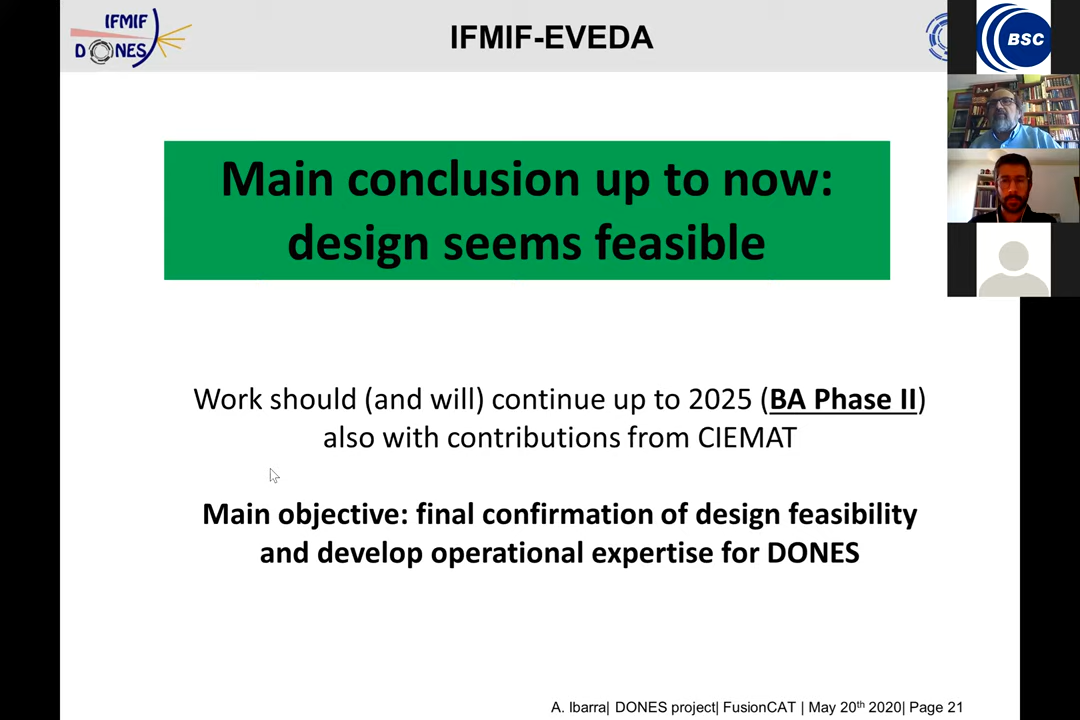 IFMIF
DONES
IFMIF-EVEDA
BSC
Main conclusion up to now:
design seems feasible
Work should (and will) continue up to 2025 (BA Phase II)
also with contributions from CIEMAT
Main objective: final confirmation of design feasibility
and develop operational expertise for DONES
A. Ibarra| DONES project| FusionCAT | May 20th 2020| Page 21